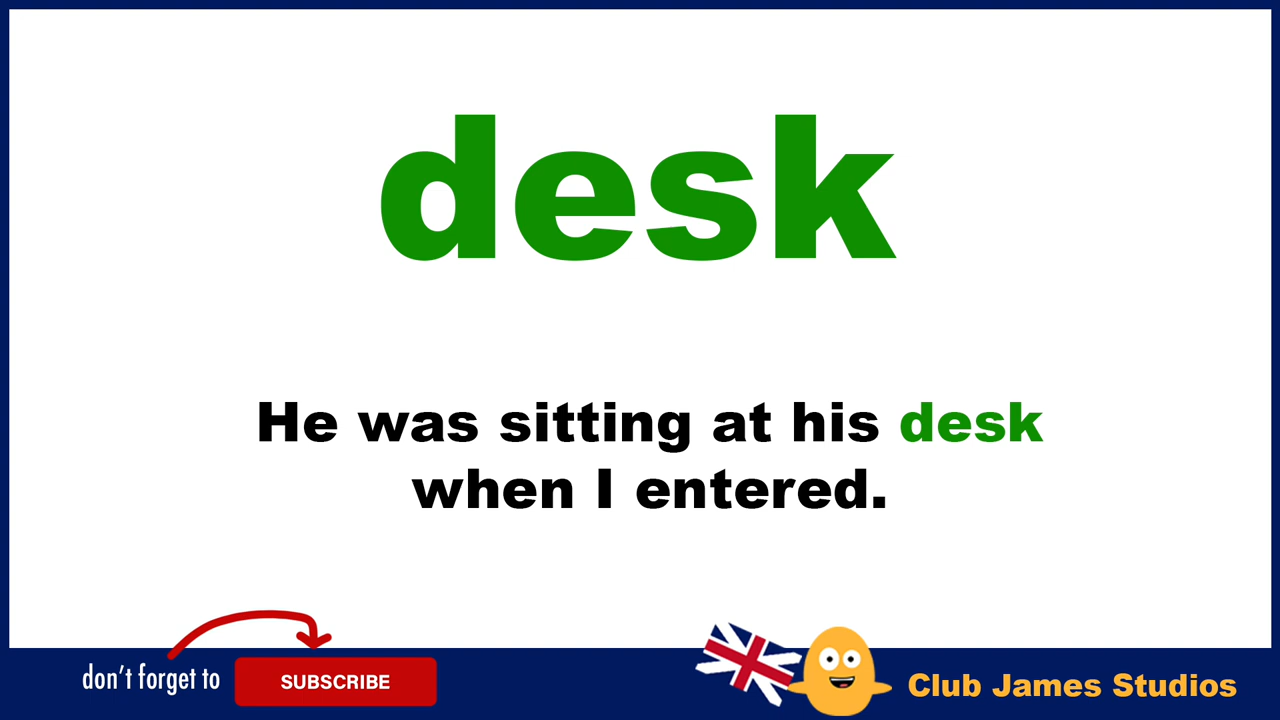 desk
He was sitting at his desk
when I entered.
don't forget to
SUBSCRIBE
Club James Studios